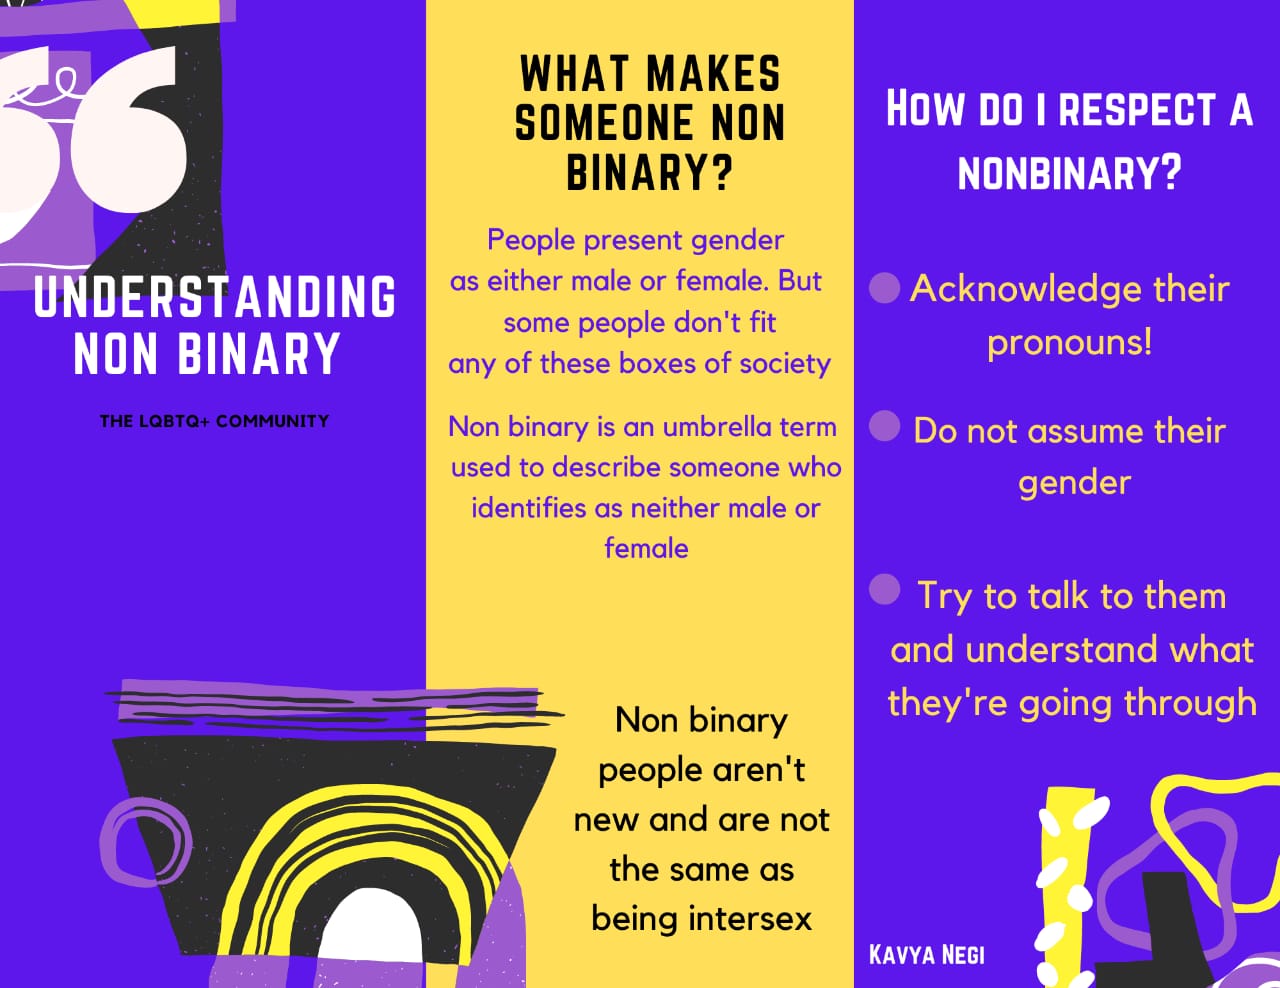 UNDERSTANDING
NON BINARY
THE LQBTQ+ COMMUNITY
WHAT MAKES
SOMEONE NON
BINARY?
People present gender
as either male or female. But
some people don't fit
any of these boxes of society
Non binary is an umbrella term
used to describe someone who
identifies as neither male or
female
Non binary
people aren't
new and are not
the same as
being intersex
How do I respect a
nonbinary?
Acknowledge their
pronouns!
Do not assume their
gender
Try to talk to them
and understand what
they're going through
Kavya Negi